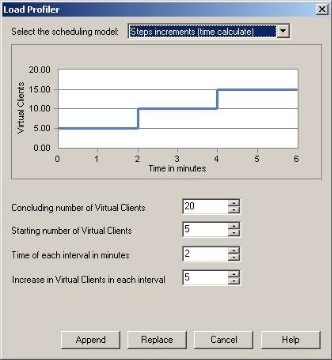 Load Profiler
Select the scheduling model: Steps increments (time calculate)
Virtual Clients
20.00
15.00
10.00
5.00
0.00
0 1 2 3 4 5 6
Time in minutes
Concluding number of Virtual Clients 20
Starting number of Virtual Clients 5
Time of each interval in minutes 2
Increase in Virtual Clients in each interval 5
Append Replace Cancel Help